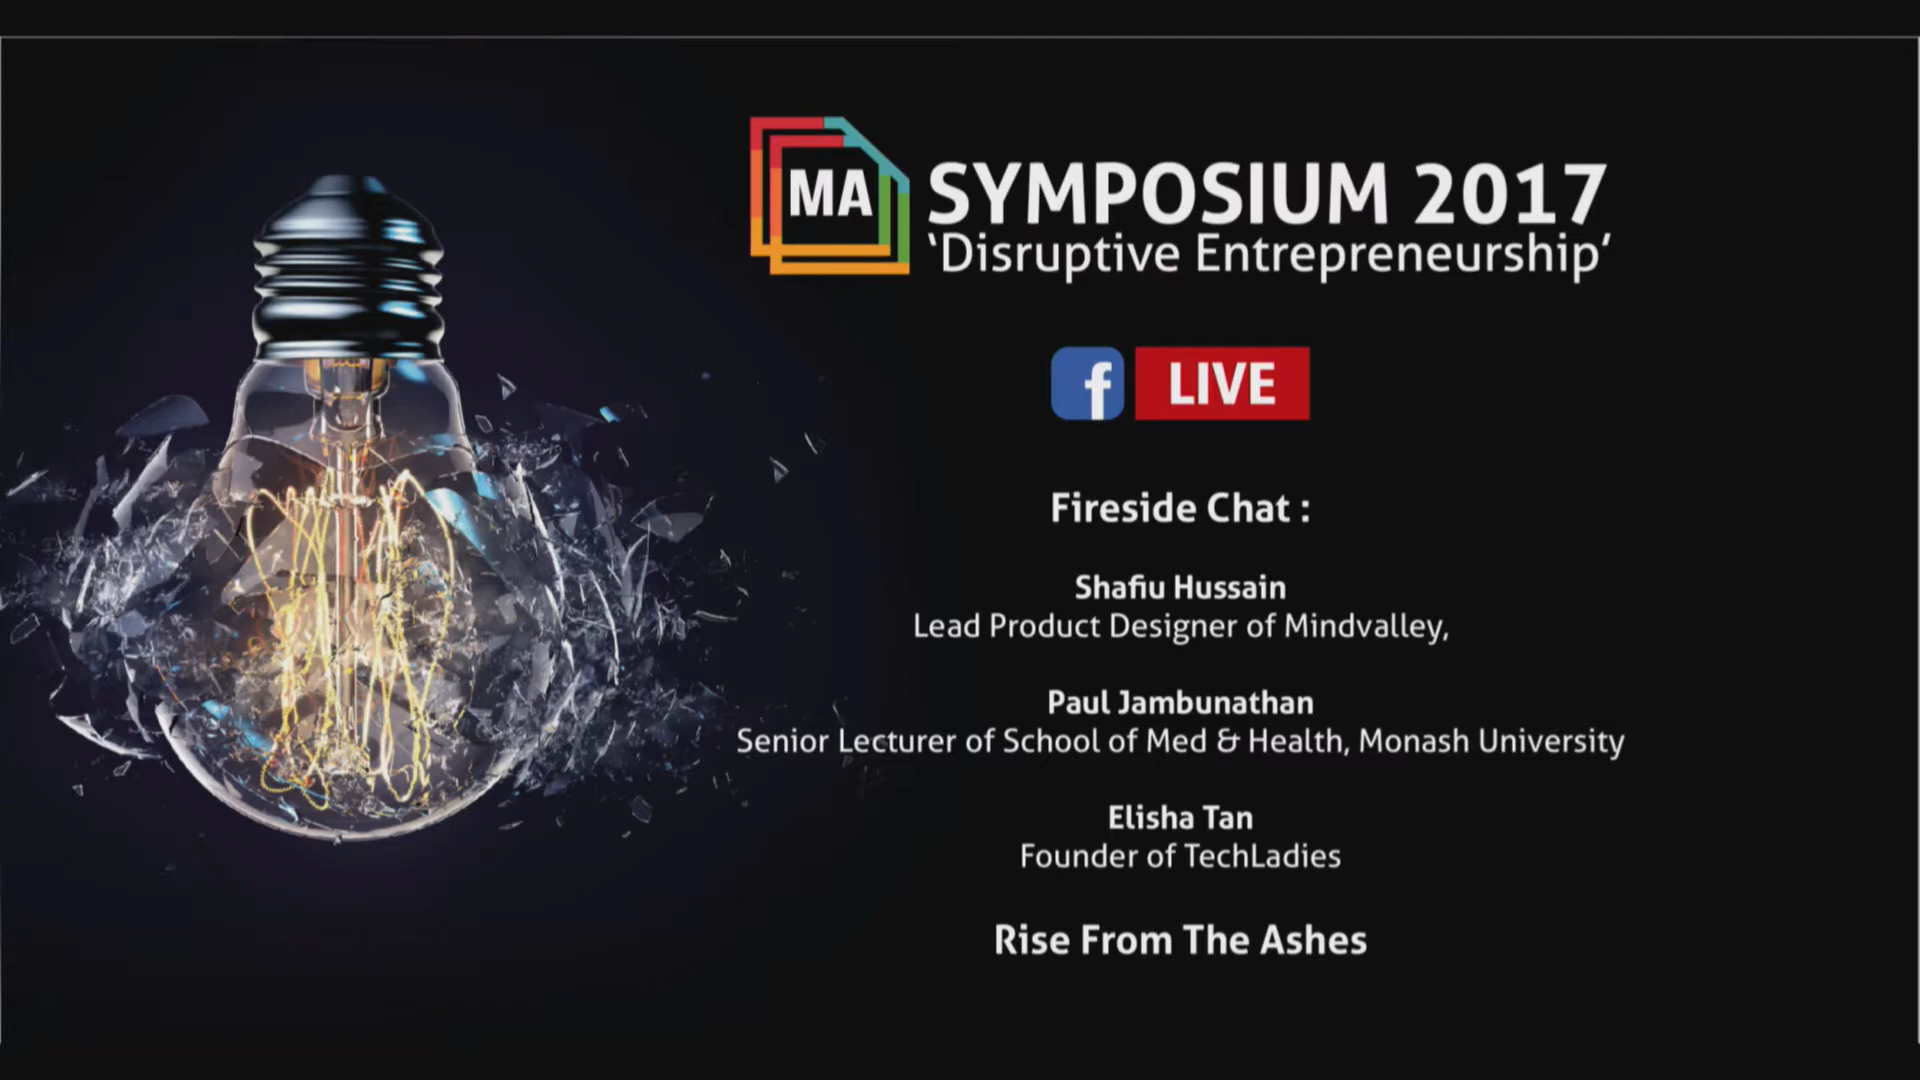 MA
SYMPOSIUM 2017
‘Disruptive Entrepreneurship’
f LIVE
Fireside Chat :
Shafiu Hussain
Lead Product Designer of Mindvalley,
Paul Jambunathan
Senior Lecturer of School of Med & Health, Monash University
Elisha Tan
Founder of TechLadies
Rise From The Ashes